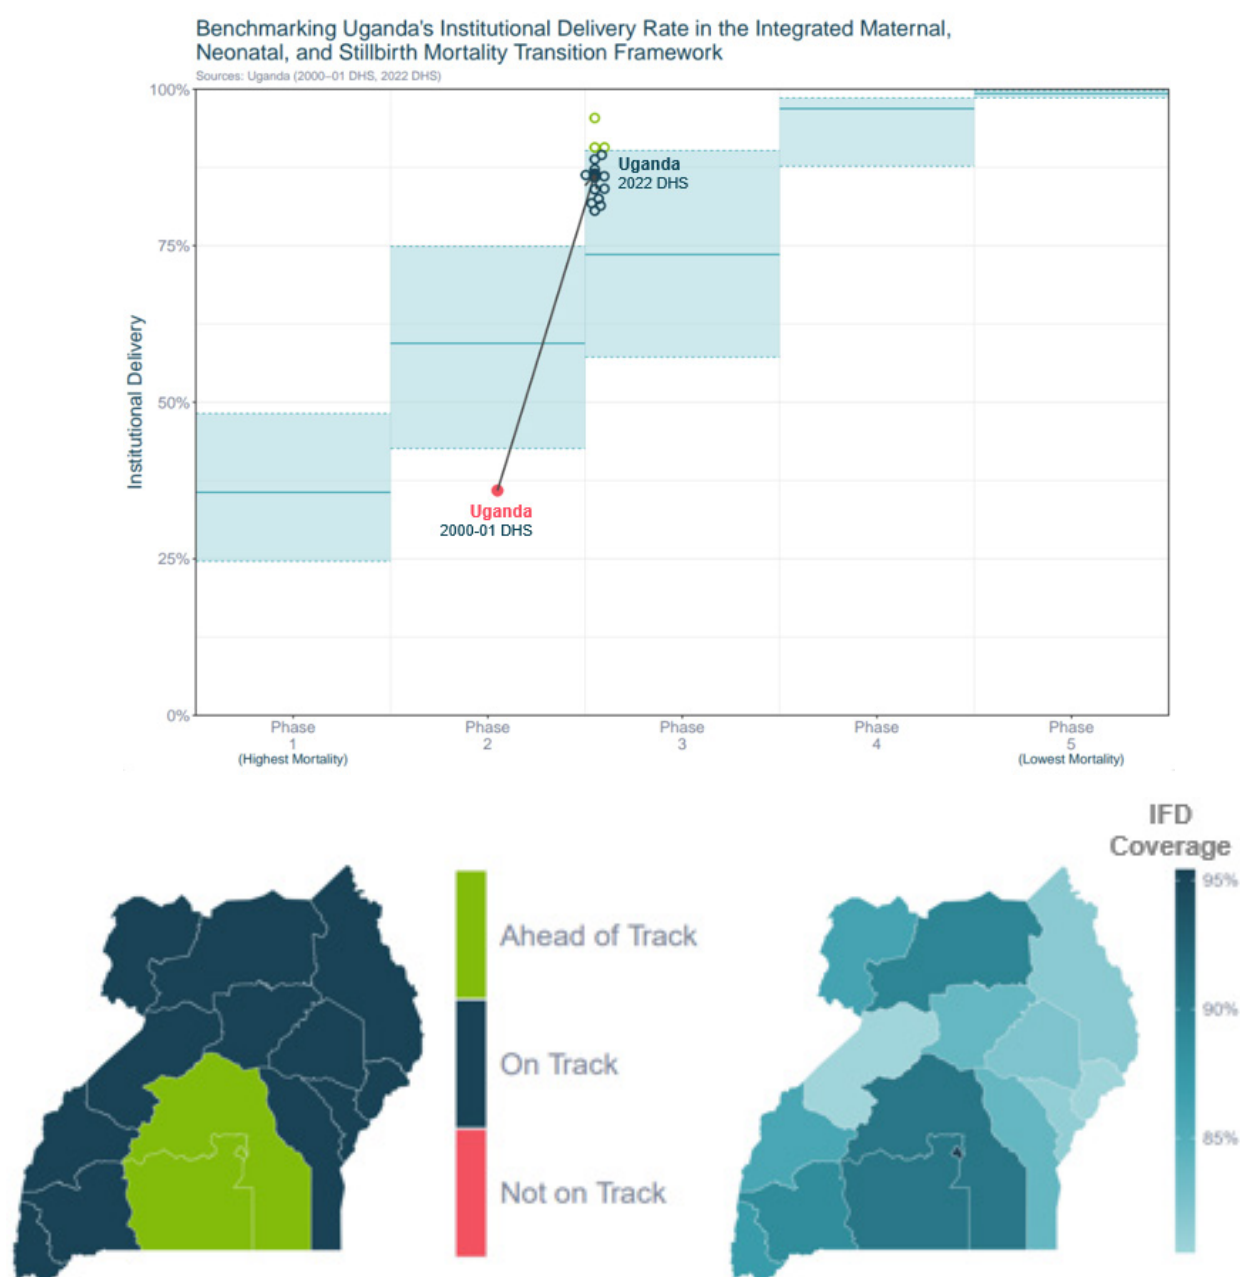 Benchmarking Uganda's Institutional Delivery Rate in the Integrated Maternal,
Neonatal, and Stillbirth Mortality Transition Framework
Sources: Uganda (2000–01 DHS, 2022 DHS)
100%
75%
50%
25%
0%
Institutional Delivery
Uganda
2022 DHS
Uganda
2000-01 DHS
Phase
1
(Highest Mortality)
Phase
2
Phase
3
Phase
4
Phase
5
(Lowest Mortality)
Ahead of Track
On Track
Not on Track
IFD
Coverage
95%
90%
85%